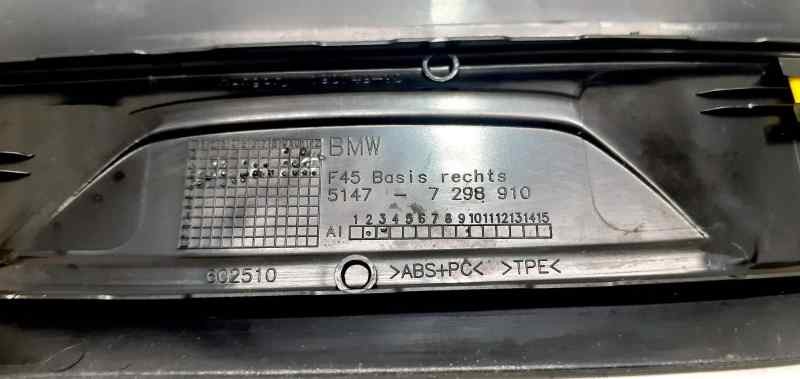 BMW
F45 Basis rechts
5147 - 7 298 910
1 2 3 4 5 6 7 8 9 10 11 12 13 14 15
AI
602510 >ABS+PC< >TPE<